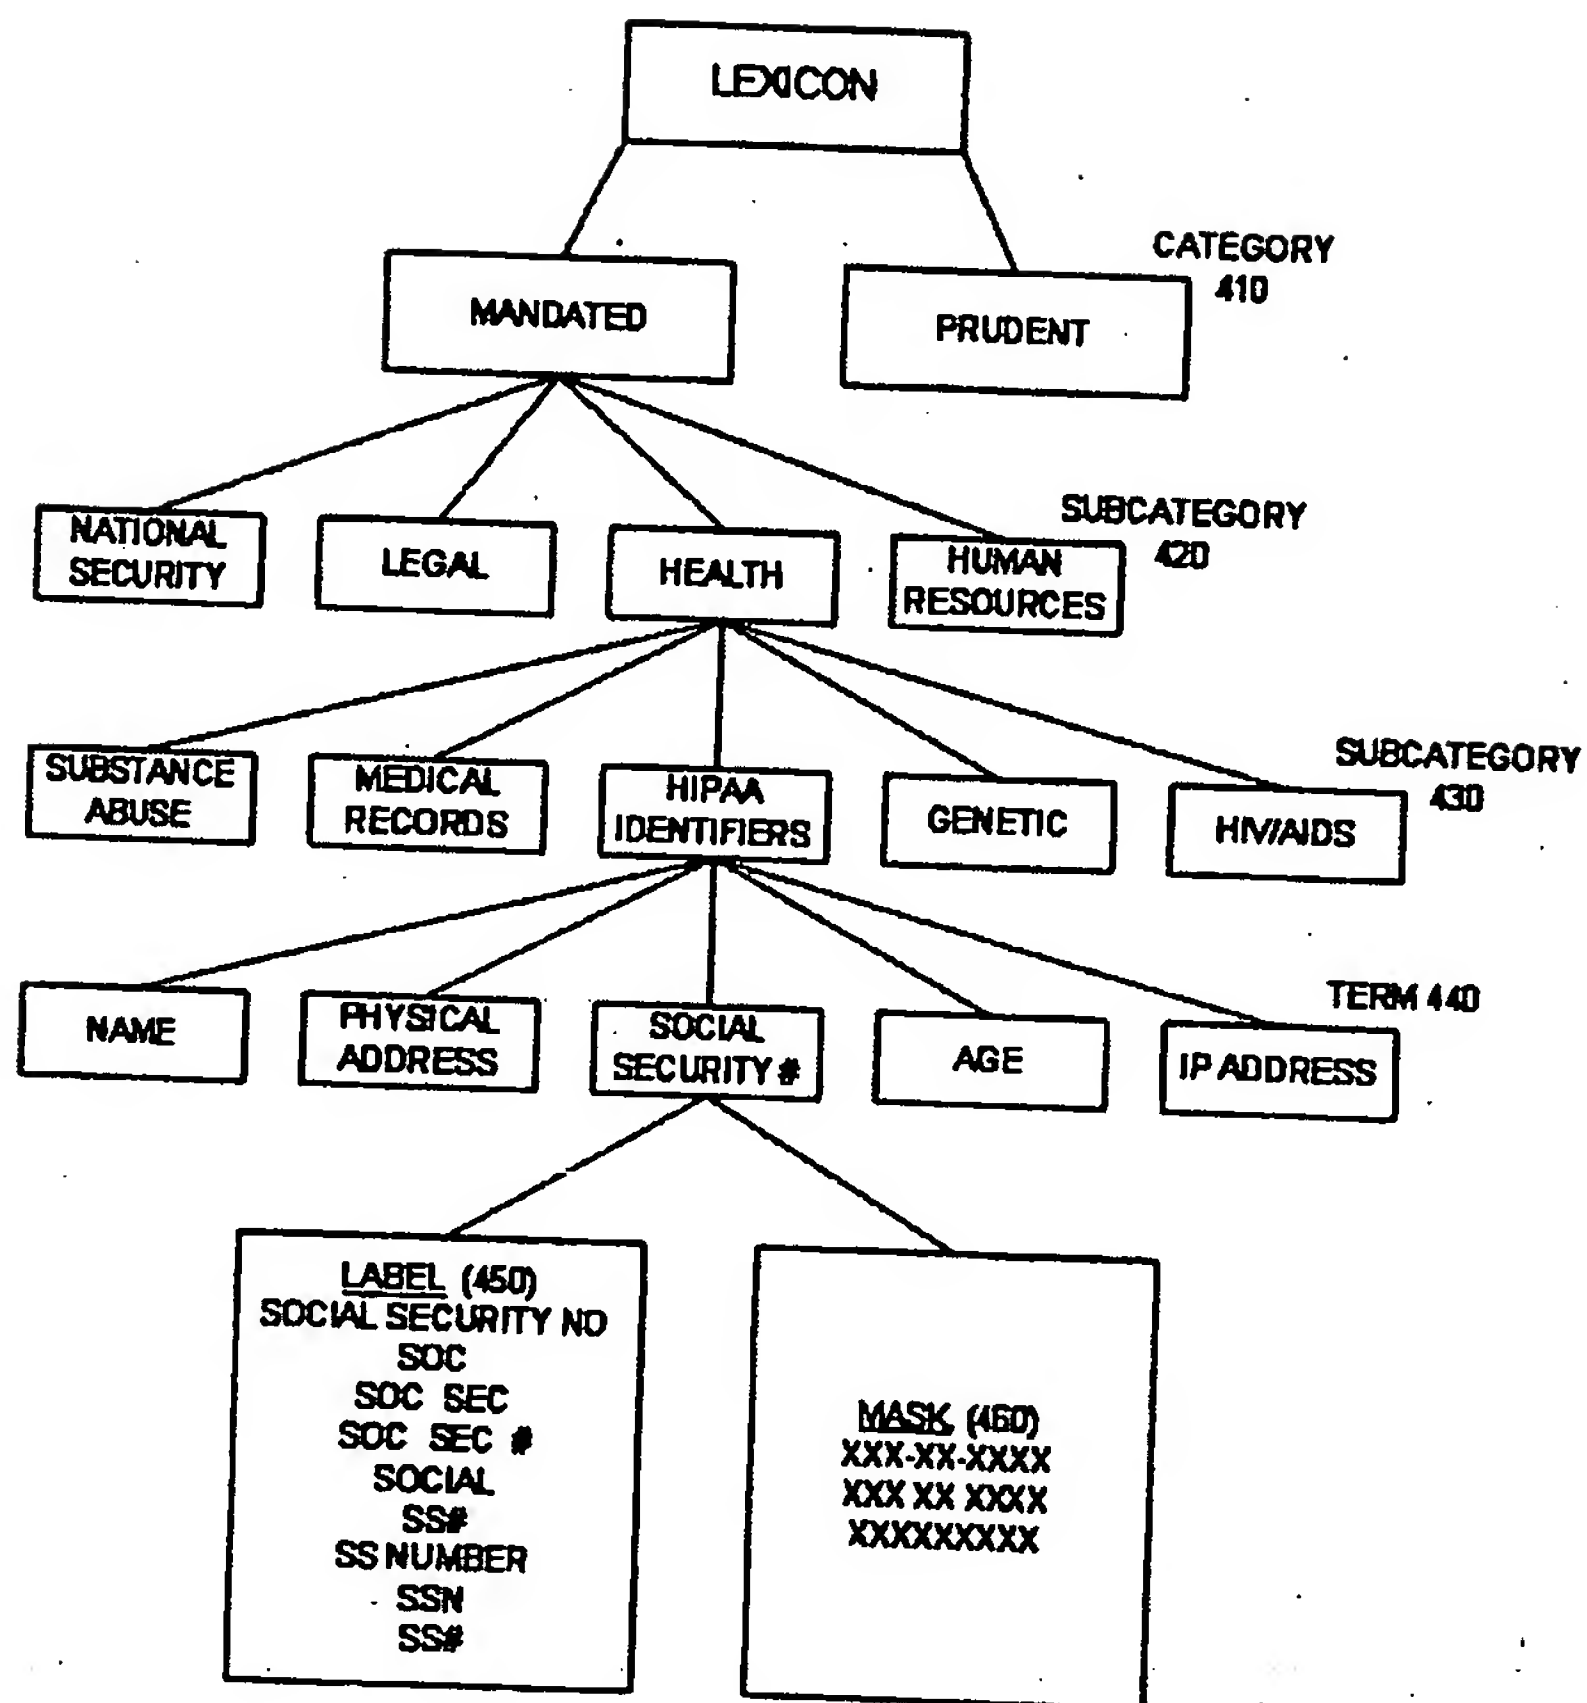 LEXICON
CATEGORY
410
MANDATED
PRUDENT
SUBCATEGORY
420
NATIONAL
SECURITY
LEGAL
HEALTH
HUMAN
RESOURCES
SUBCATEGORY
430
SUBSTANCE
ABUSE
MEDICAL
RECORDS
HIPAA
IDENTIFIERS
GENETIC
HIV/AIDS
TERM 440
NAME
PHYSICAL
ADDRESS
SOCIAL
SECURITY #
AGE
IP ADDRESS
LABEL (450)
SOCIAL SECURITY NO
SOC
SOC SEC
SOC SEC #
SOCIAL
SS#
SS NUMBER
SSN
SS#
MASK (460)
XXX-XX-XXXX
XXX XX XXXX
XXXXXXXXX